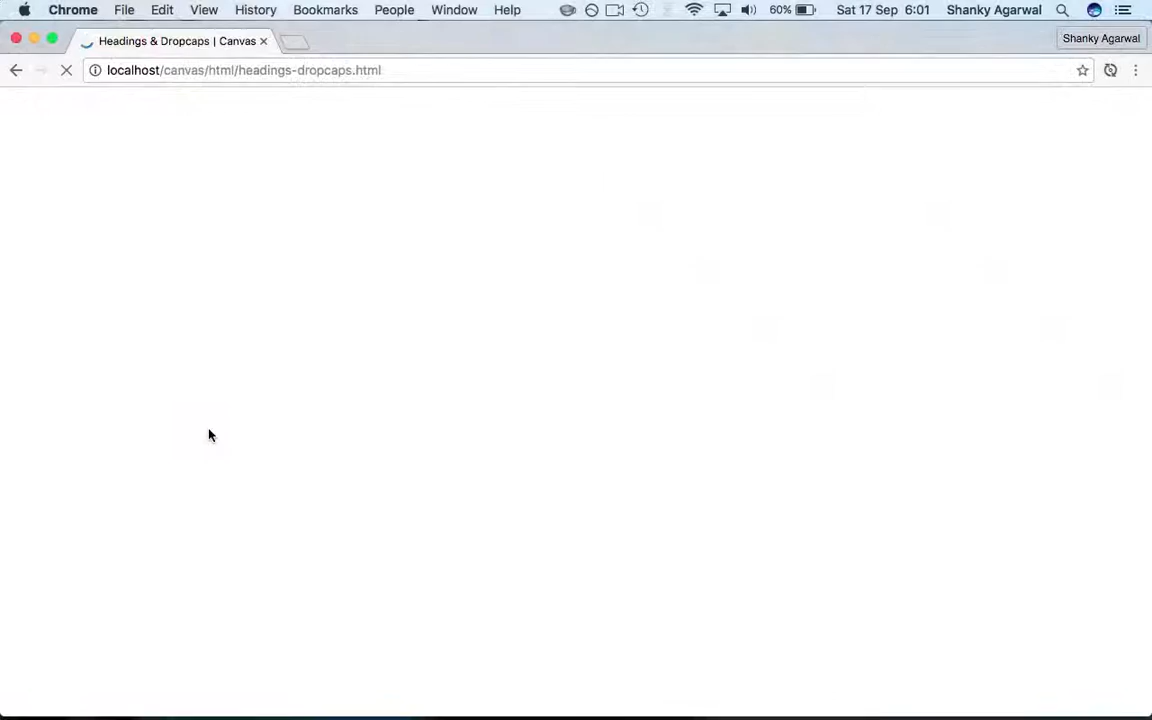 Chrome File Edit View History Bookmarks People Window Help 60% Sat 17 Sep 6:01 Shanky Agarwal
Headings & Dropcaps | Canvas Shanky Agarwal
localhost/canvas/html/headings-dropcaps.html